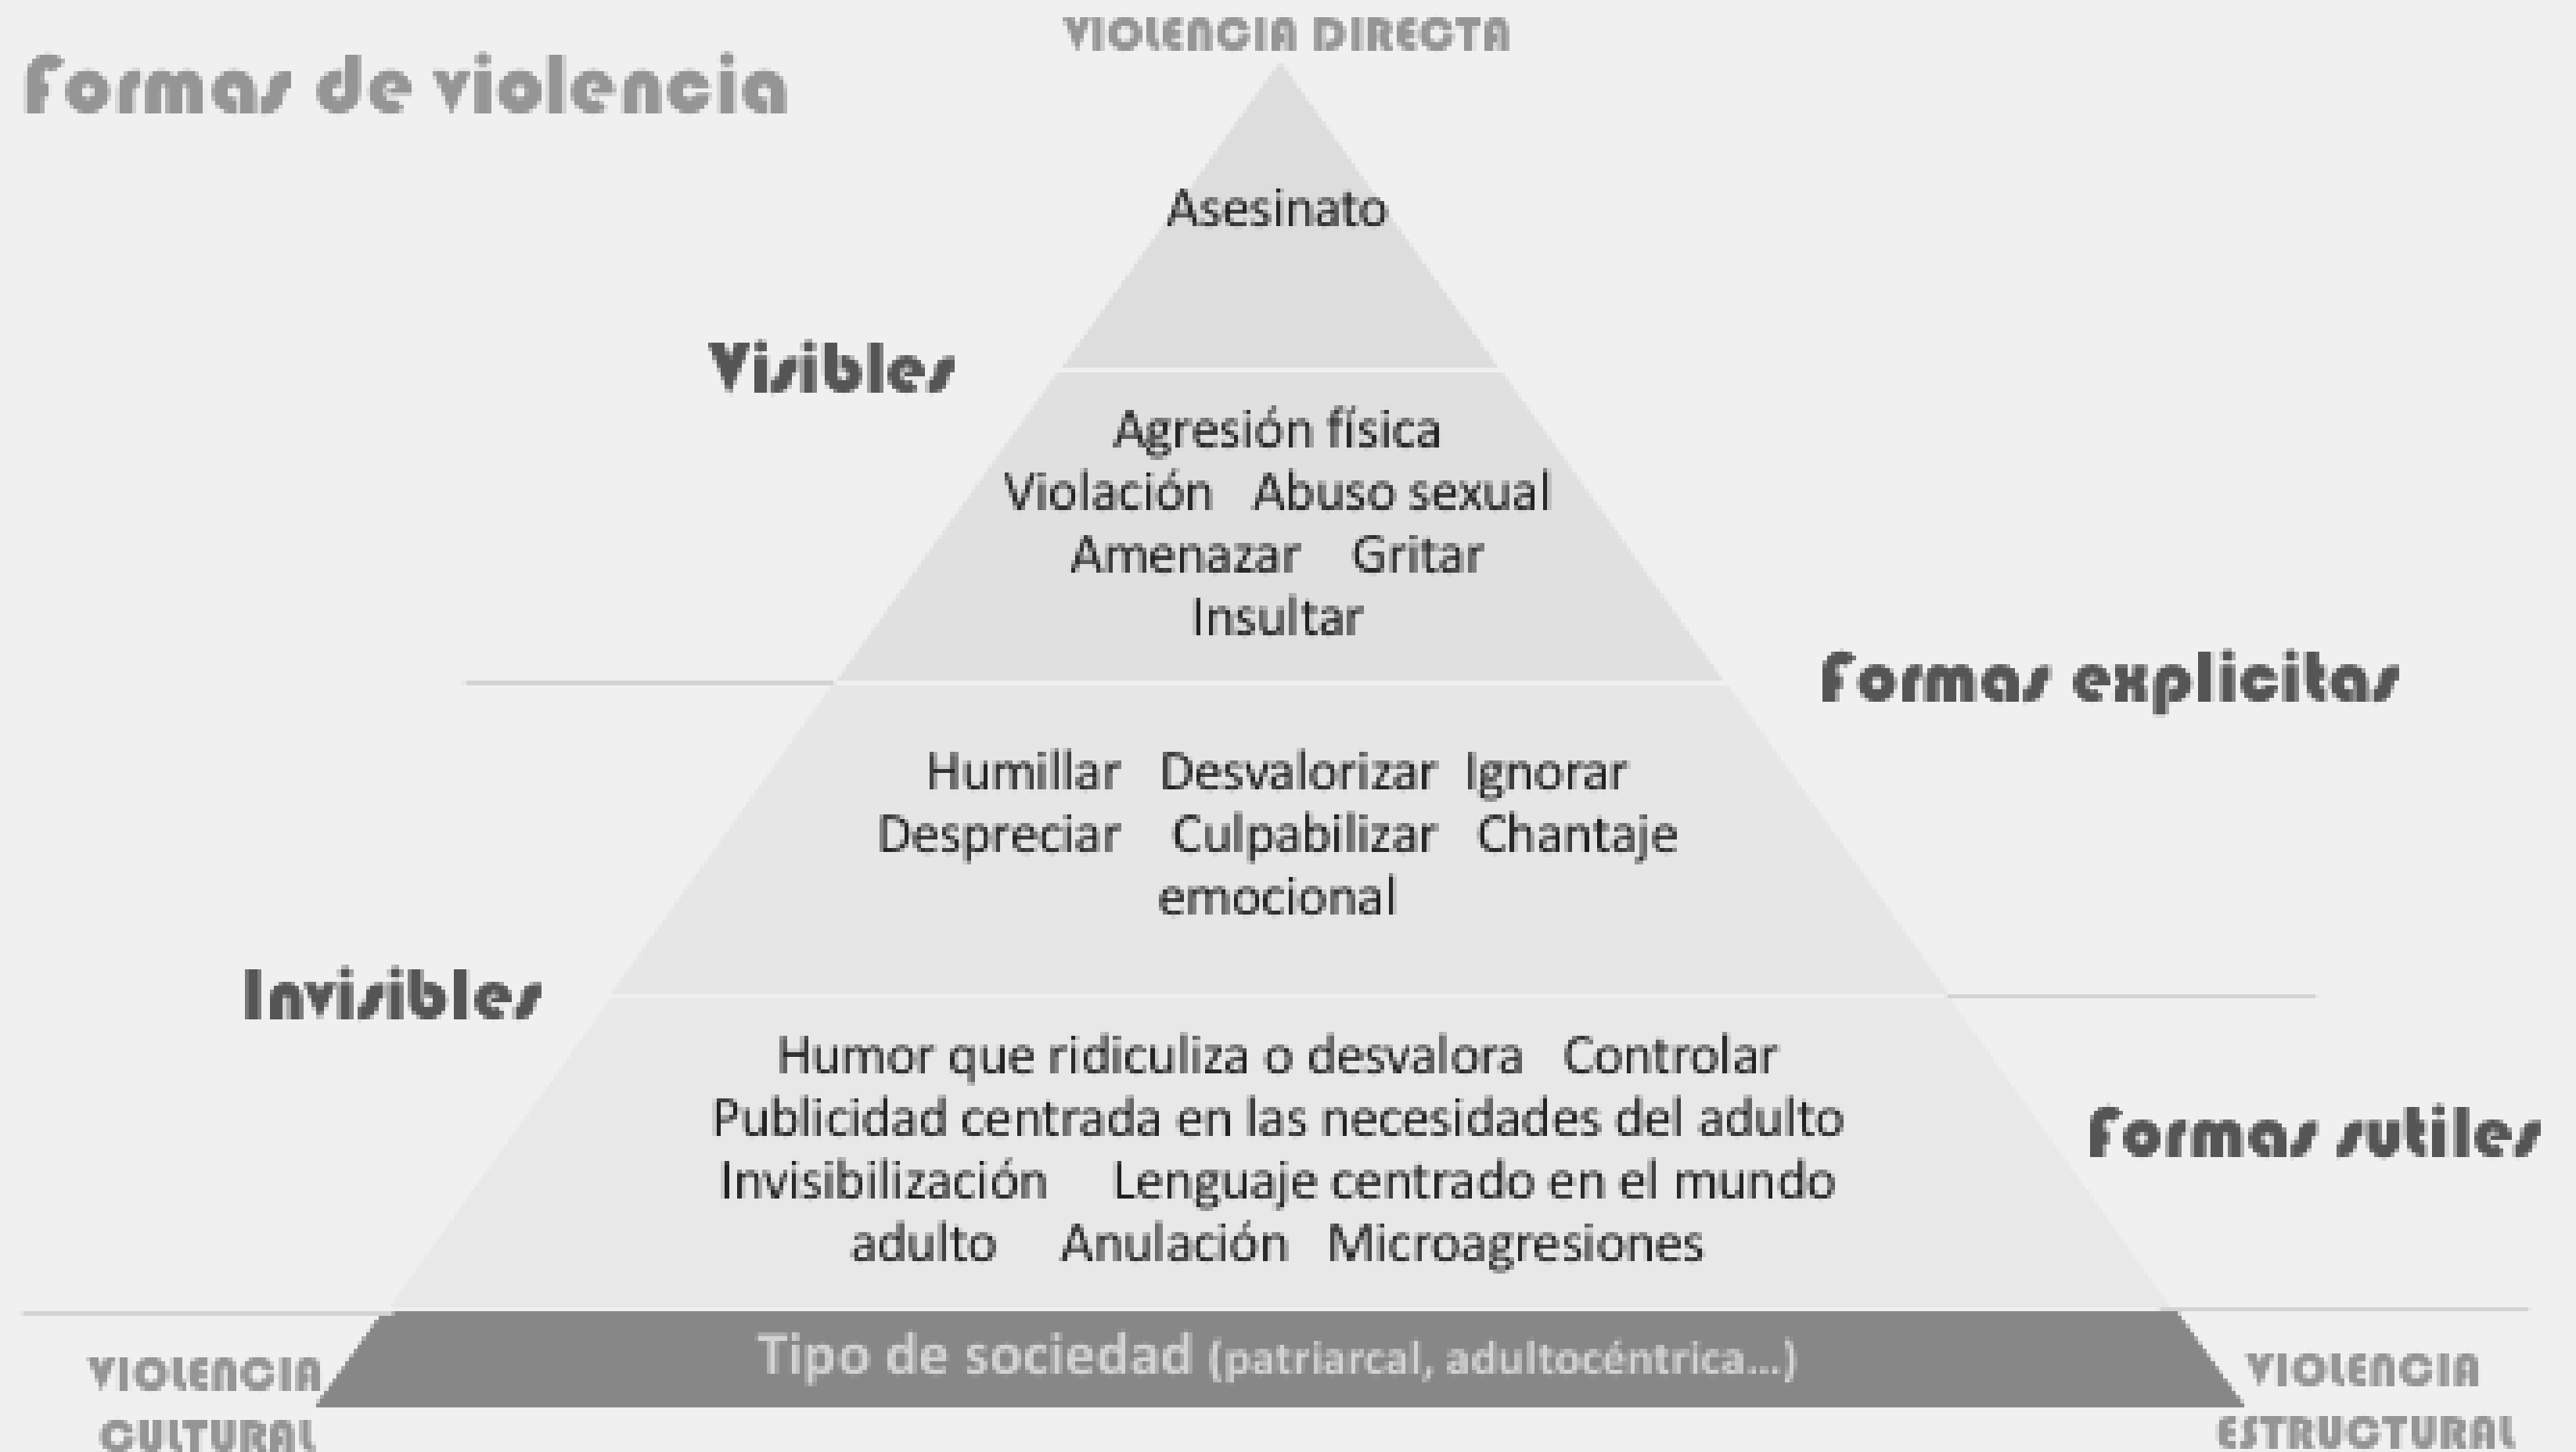 VIOLENCIA DIRECTA
Formas de violencia
Asesinato
Visibles
Agresión física
Violación Abuso sexual
Amenazar Gritar
Insultar
Formas explicitas
Humillar Desvalorizar Ignorar
Despreciar Culpabilizar Chantaje
emocional
Invisibles
Humor que ridiculiza o desvalora Controlar
Publicidad centrada en las necesidades del adulto
Invisibilización Lenguaje centrado en el mundo
adulto Anulación Microagresiones
Formas sutiles
Tipo de sociedad (patriarcal, adultocéntrica...)
VIOLENCIA
CULTURAL
VIOLENCIA
ESTRUCTURAL